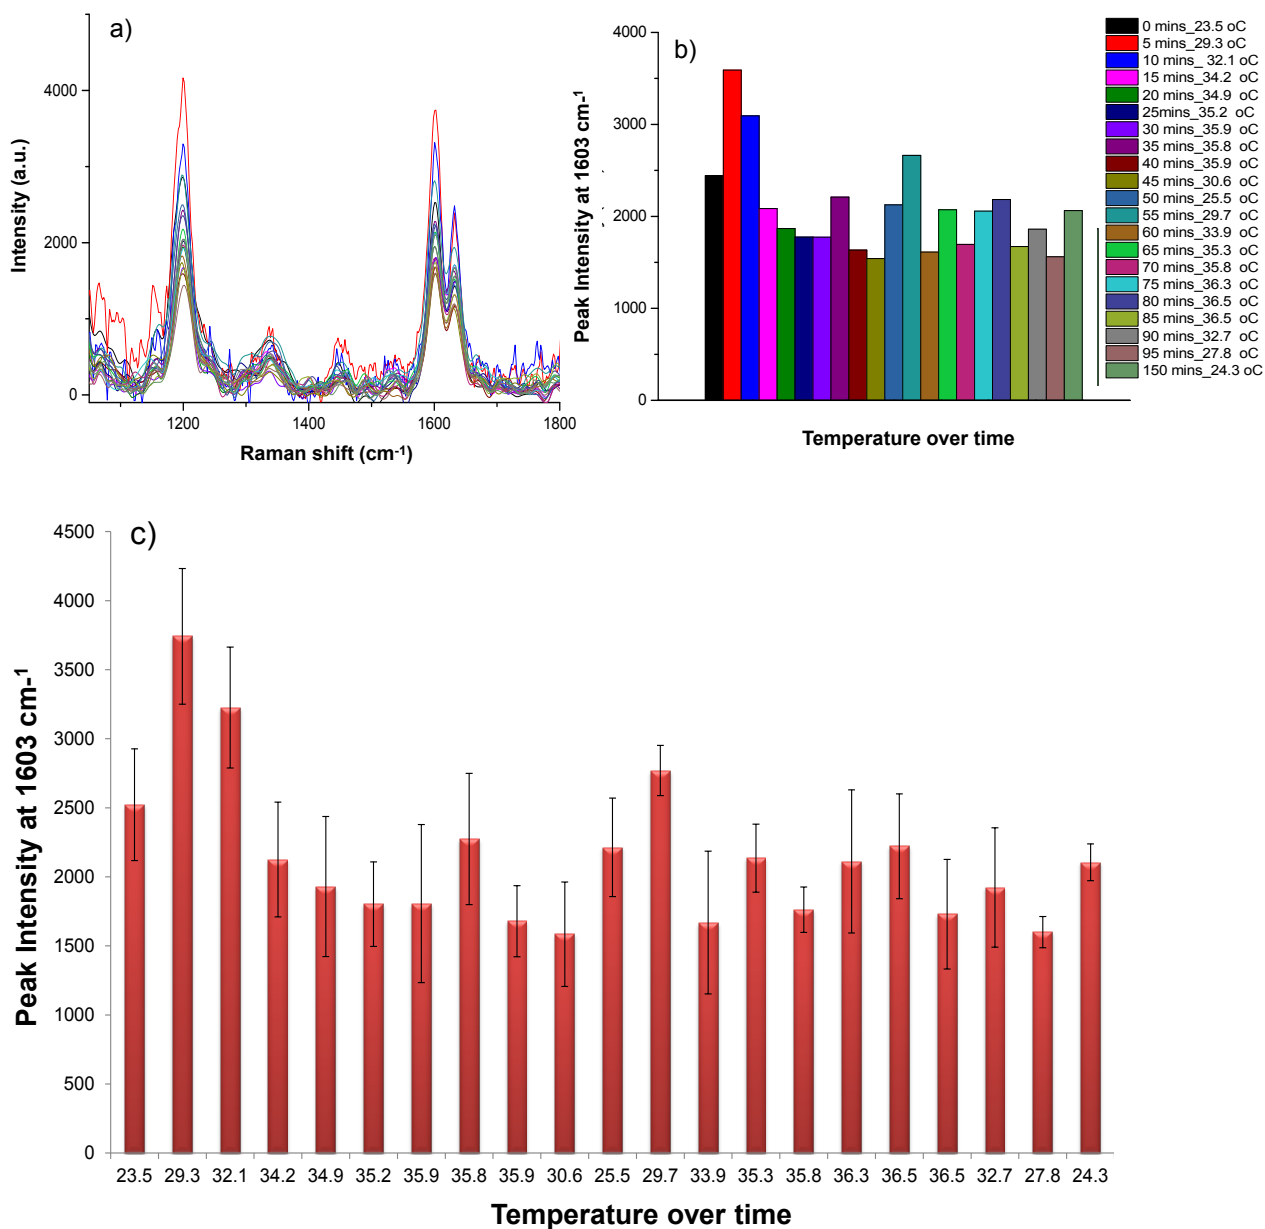 a)
Intensity (a.u.)
4000
2000
0
1200
1400
1600
1800
Raman shift (cm-1)
b)
Peak Intensity at 1603 cm-1
4000
3000
2000
1000
0
Temperature over time
0 mins_23.5 oC
5 mins_29.3 oC
10 mins_ 32.1 oC
15 mins_34.2 oC
20 mins_34.9 oC
25mins_35.2 oC
30 mins_35.9 oC
35 mins_35.8 oC
40 mins_35.9 oC
45 mins_30.6 oC
50 mins_25.5 oC
55 mins_29.7 oC
60 mins_33.9 oC
65 mins_35.3 oC
70 mins_35.8 oC
75 mins_36.3 oC
80 mins_36.5 oC
85 mins_36.5 oC
90 mins_32.7 oC
95 mins_27.8 oC
150 mins_24.3 oC
c)
Peak Intensity at 1603 cm-1
4500
4000
3500
3000
2500
2000
1500
1000
500
0
23.5 29.3 32.1 34.2 34.9 35.2 35.9 35.8 35.9 30.6 25.5 29.7 33.9 35.3 35.8 36.3 36.5 36.5 32.7 27.8 24.3
Temperature over time